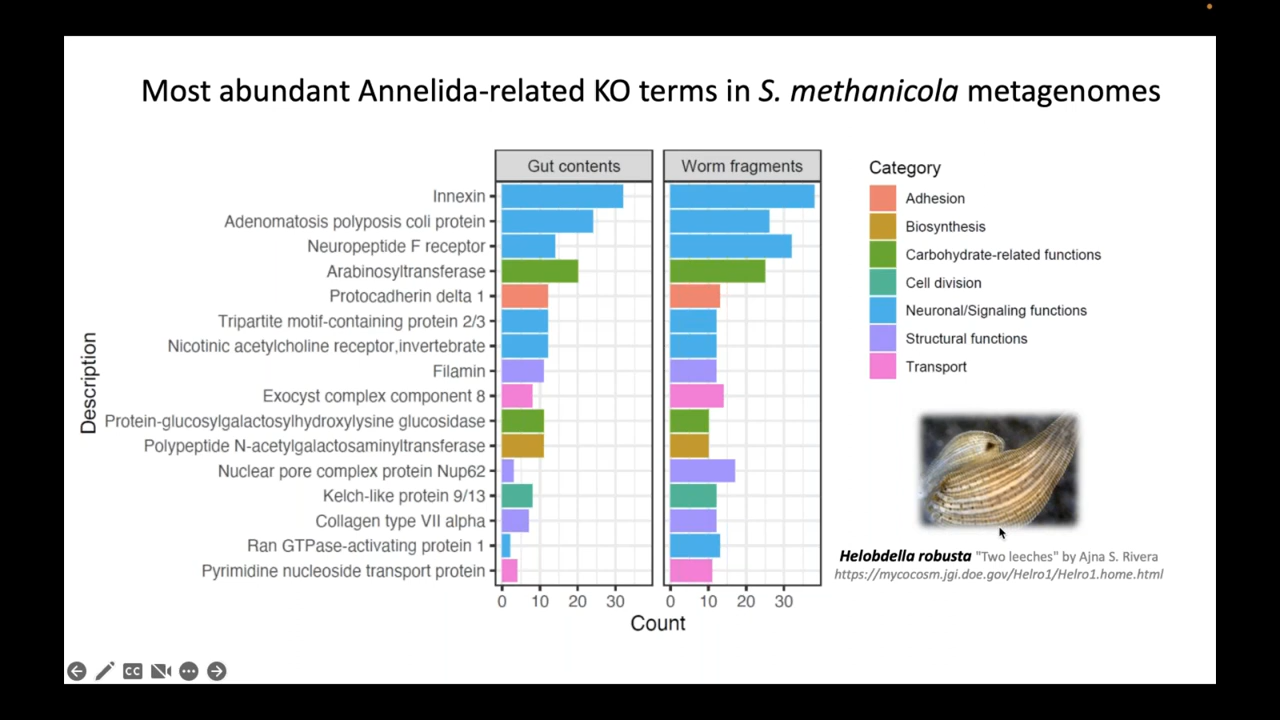 Most abundant Annelida-related KO terms in S. methanicola metagenomes
Gut contents
Worm fragments
Description
Innexin
Adenomatosis polyposis coli protein
Neuropeptide F receptor
Arabinosyltransferase
Protocadherin delta 1
Tripartite motif-containing protein 2/3
Nicotinic acetylcholine receptor,invertebrate
Filamin
Exocyst complex component 8
Protein-glucosylgalactosylhydroxylysine glucosidase
Polypeptide N-acetylgalactosaminyltransferase
Nuclear pore complex protein Nup62
Kelch-like protein 9/13
Collagen type VII alpha
Ran GTPase-activating protein 1
Pyrimidine nucleoside transport protein
0 10 20 30
0 10 20 30
Count
Category
Adhesion
Biosynthesis
Carbohydrate-related functions
Cell division
Neuronal/Signaling functions
Structural functions
Transport
Helobdella robusta "Two leeches" by Ajna S. Rivera
https://mycocosm.jgi.doe.gov/Helro1/Helro1.home.html
CC